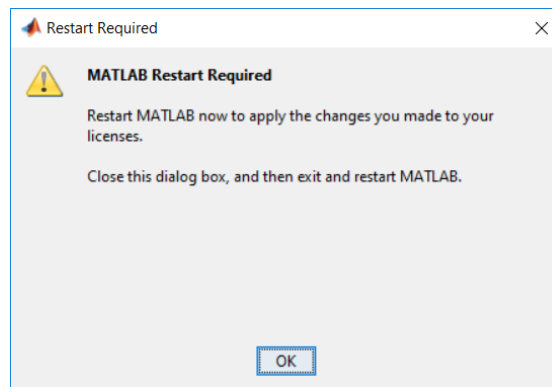 Restart Required
MATLAB Restart Required
Restart MATLAB now to apply the changes you made to your
licenses.
Close this dialog box, and then exit and restart MATLAB.
OK